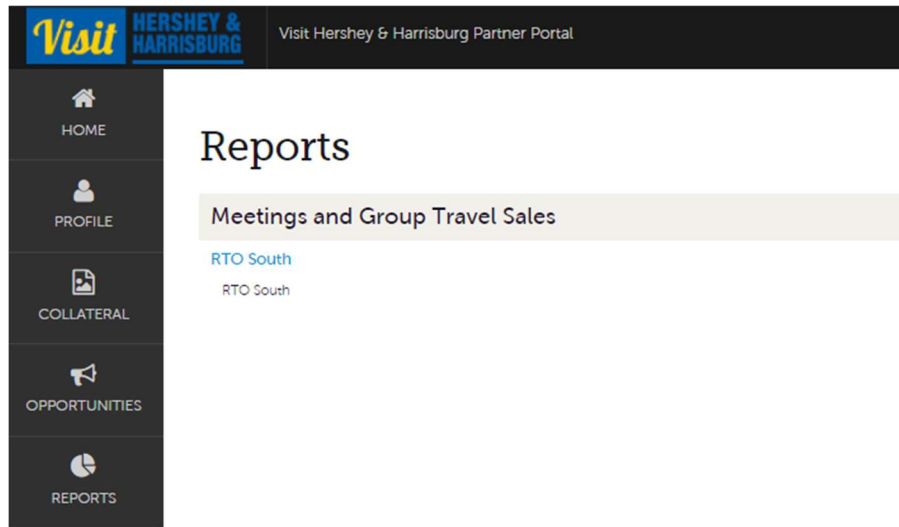 Visit HERSHEY &
HARRISBURG
Visit Hershey & Harrisburg Partner Portal
HOME
PROFILE
COLLATERAL
OPPORTUNITIES
REPORTS
Reports
Meetings and Group Travel Sales
RTO South
RTO South